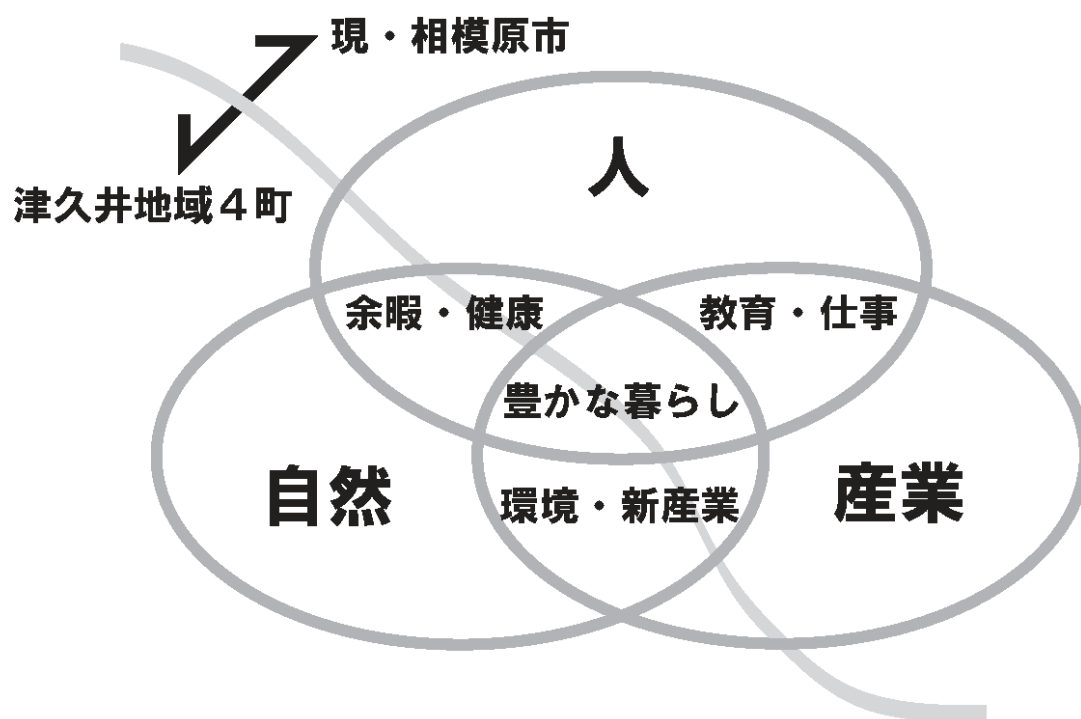 現・相模原市
津久井地域4町
人
余暇・健康
教育・仕事
豊かな暮らし
自然
環境・新産業
産業